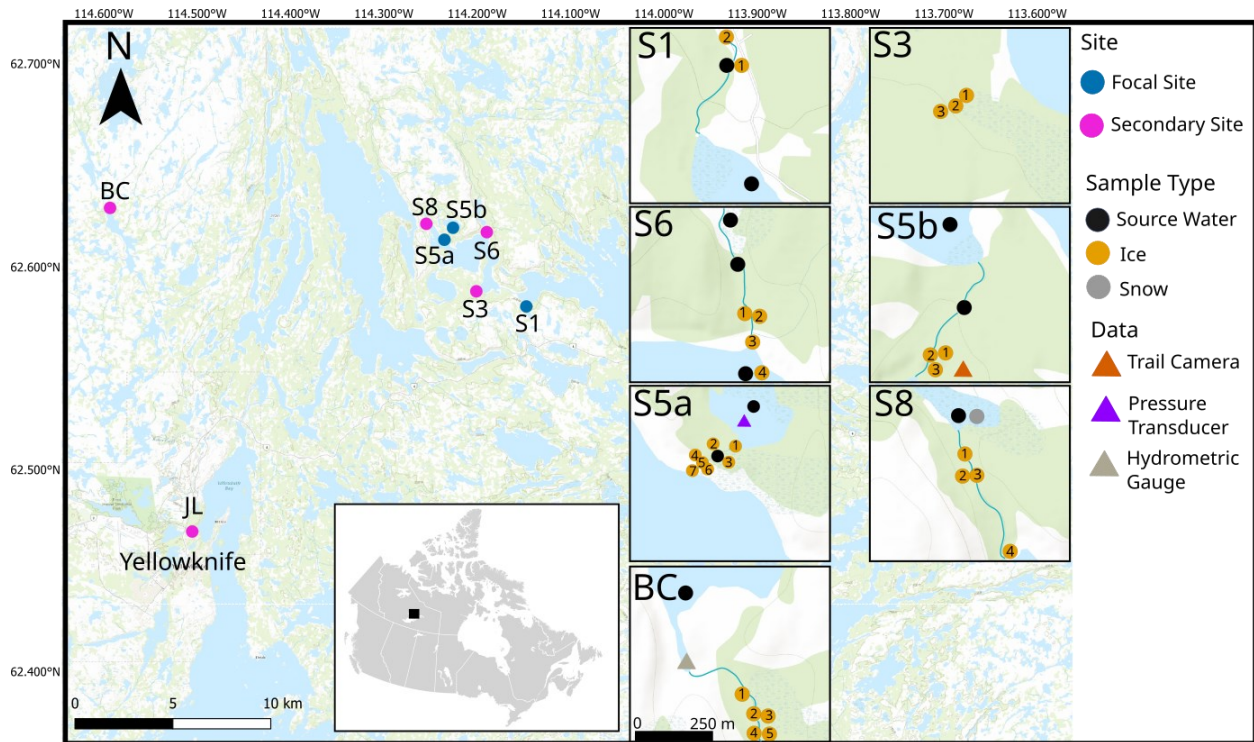 114.600°W 114.500°W 114.400°W 114.300°W 114.200°W 114.100°W 114.000°W 113.900°W 113.800°W 113.700°W 113.600°W
62.700°N
62.600°N
62.500°N
62.400°N
N
BC
S8
S5b
S5a
S6
S3
S1
JL
Yellowknife
0 5 10 km
S1
2
1
S3
1
2
3
S6
1
2
3
4
S5b
2
1
3
S5a
2
1
4
5
3
7
6
S8
1
2
3
4
BC
1
2
3
4
5
0 250 m
Site
Focal Site
Secondary Site
Sample Type
Source Water
Ice
Snow
Data
Trail Camera
Pressure
Transducer
Hydrometric
Gauge